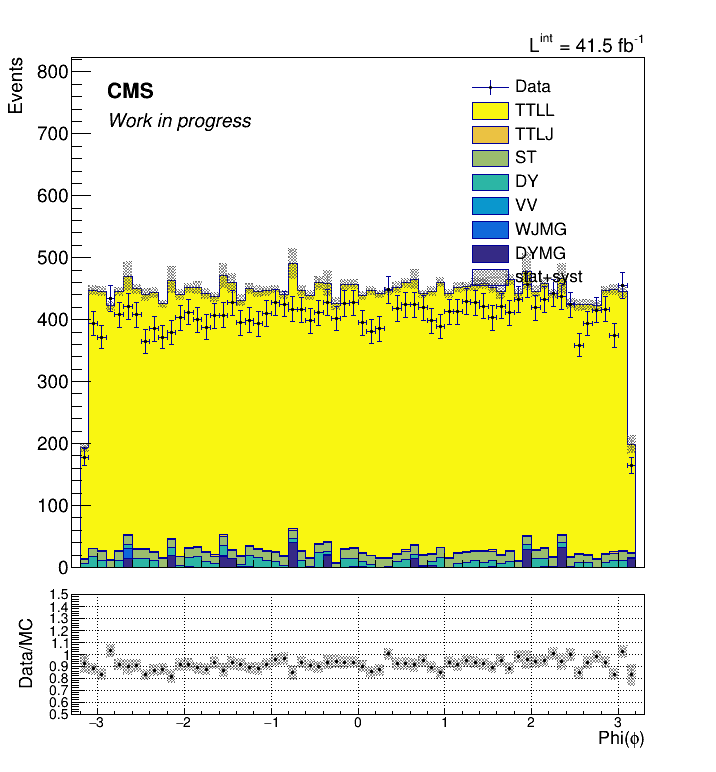 L^int = 41.5 fb^-1
Events
800
700
600
500
400
300
200
100
0
CMS
Work in progress
Data
TTLL
TTLJ
ST
DY
VV
WJMG
DYMG
stat+syst
Data/MC
1.5
1.4
1.3
1.2
1.1
1
0.9
0.8
0.7
0.6
0.5
−3 −2 −1 0 1 2 3
Phi(ϕ)